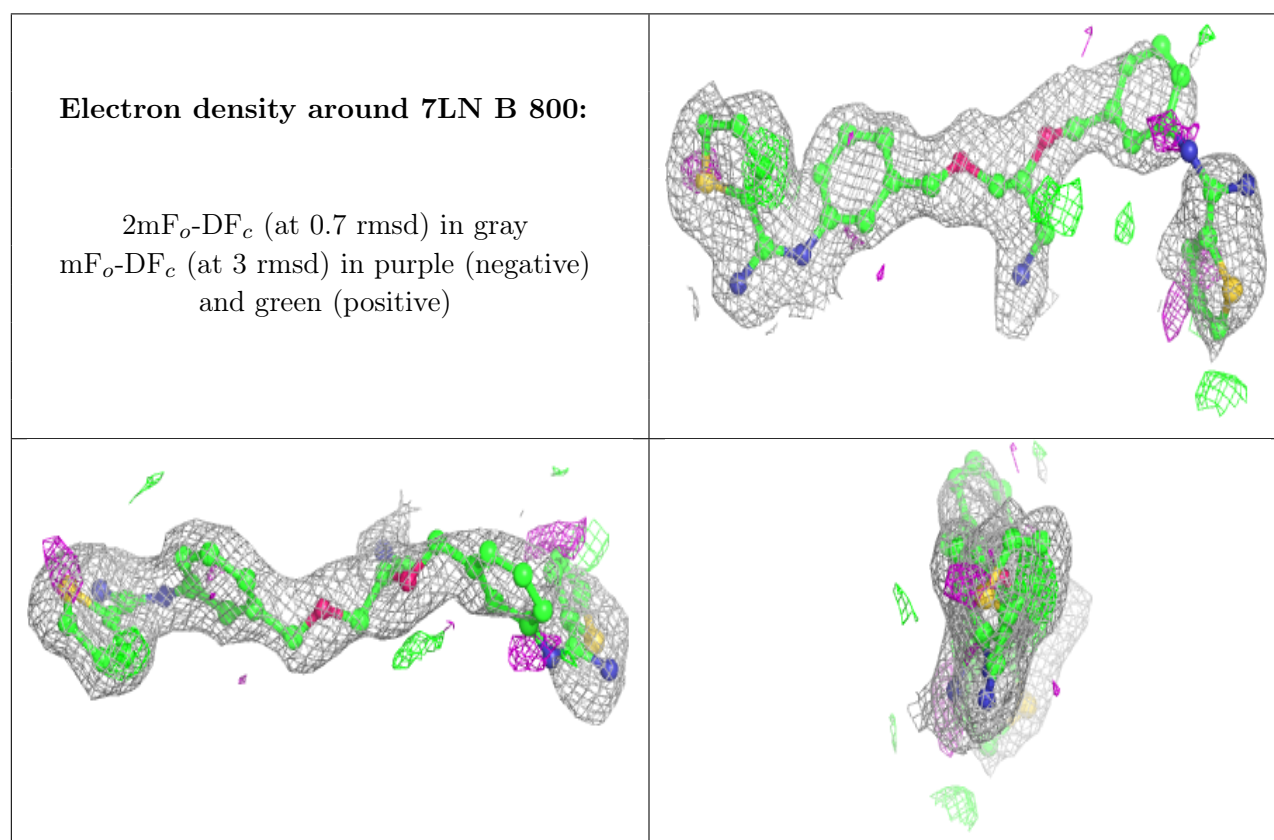 Electron density around 7LN B 800:
2mFo-DFc (at 0.7 rmsd) in gray
mFo-DFc (at 3 rmsd) in purple (negative)
and green (positive)